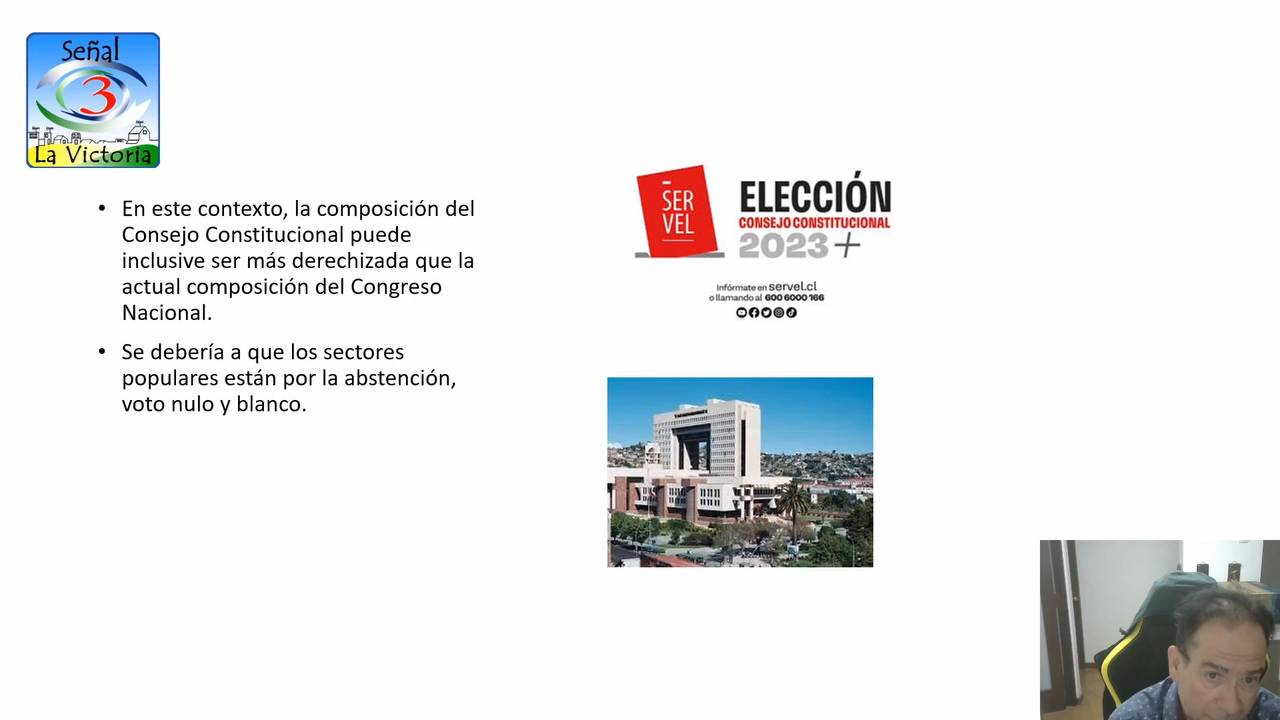 Señal
3
La Victoria
• En este contexto, la composición del
Consejo Constitucional puede
inclusive ser más derechizada que la
actual composición del Congreso
Nacional.
• Se debería a que los sectores
populares están por la abstención,
voto nulo y blanco.
SER
VEL
ELECCIÓN
CONSEJO CONSTITUCIONAL
2023+
Infórmate en servel.cl
o llamando al 600 6000 166